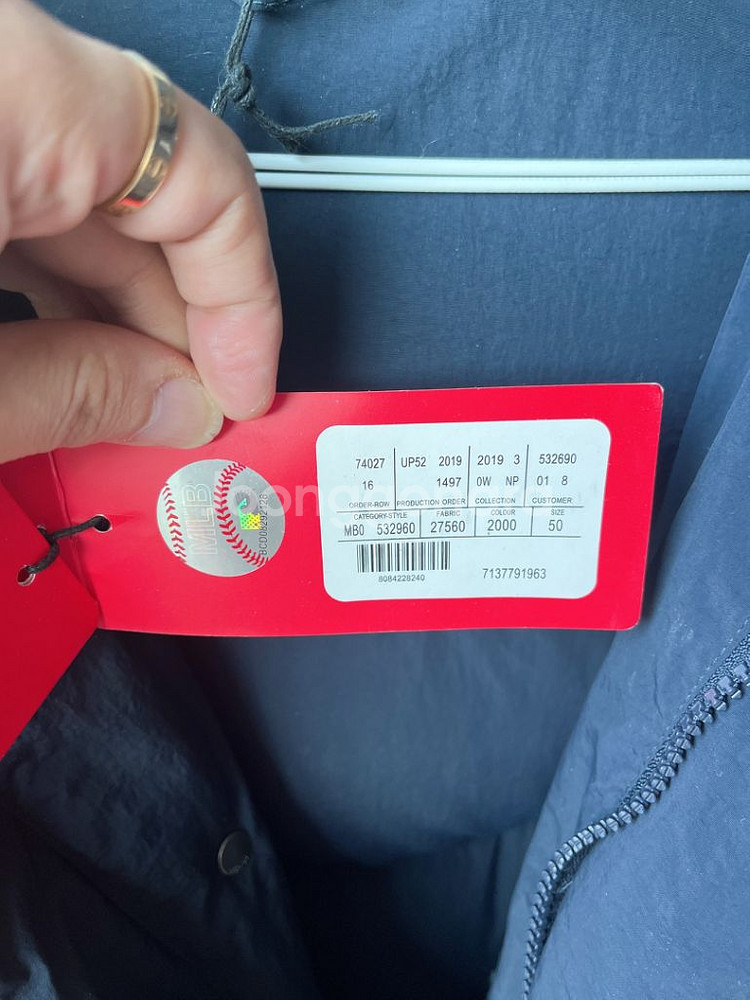 MLB
74027 UP52 2019 2019 3 532690
16 1497 0W NP 01 8
ORDER-ROW PRODUCTION ORDER COLLECTION CUSTOMER
CATEGORY-STYLE FABRIC COLOUR SIZE
MB0 532960 27560 2000 50
8084228240 7137791963